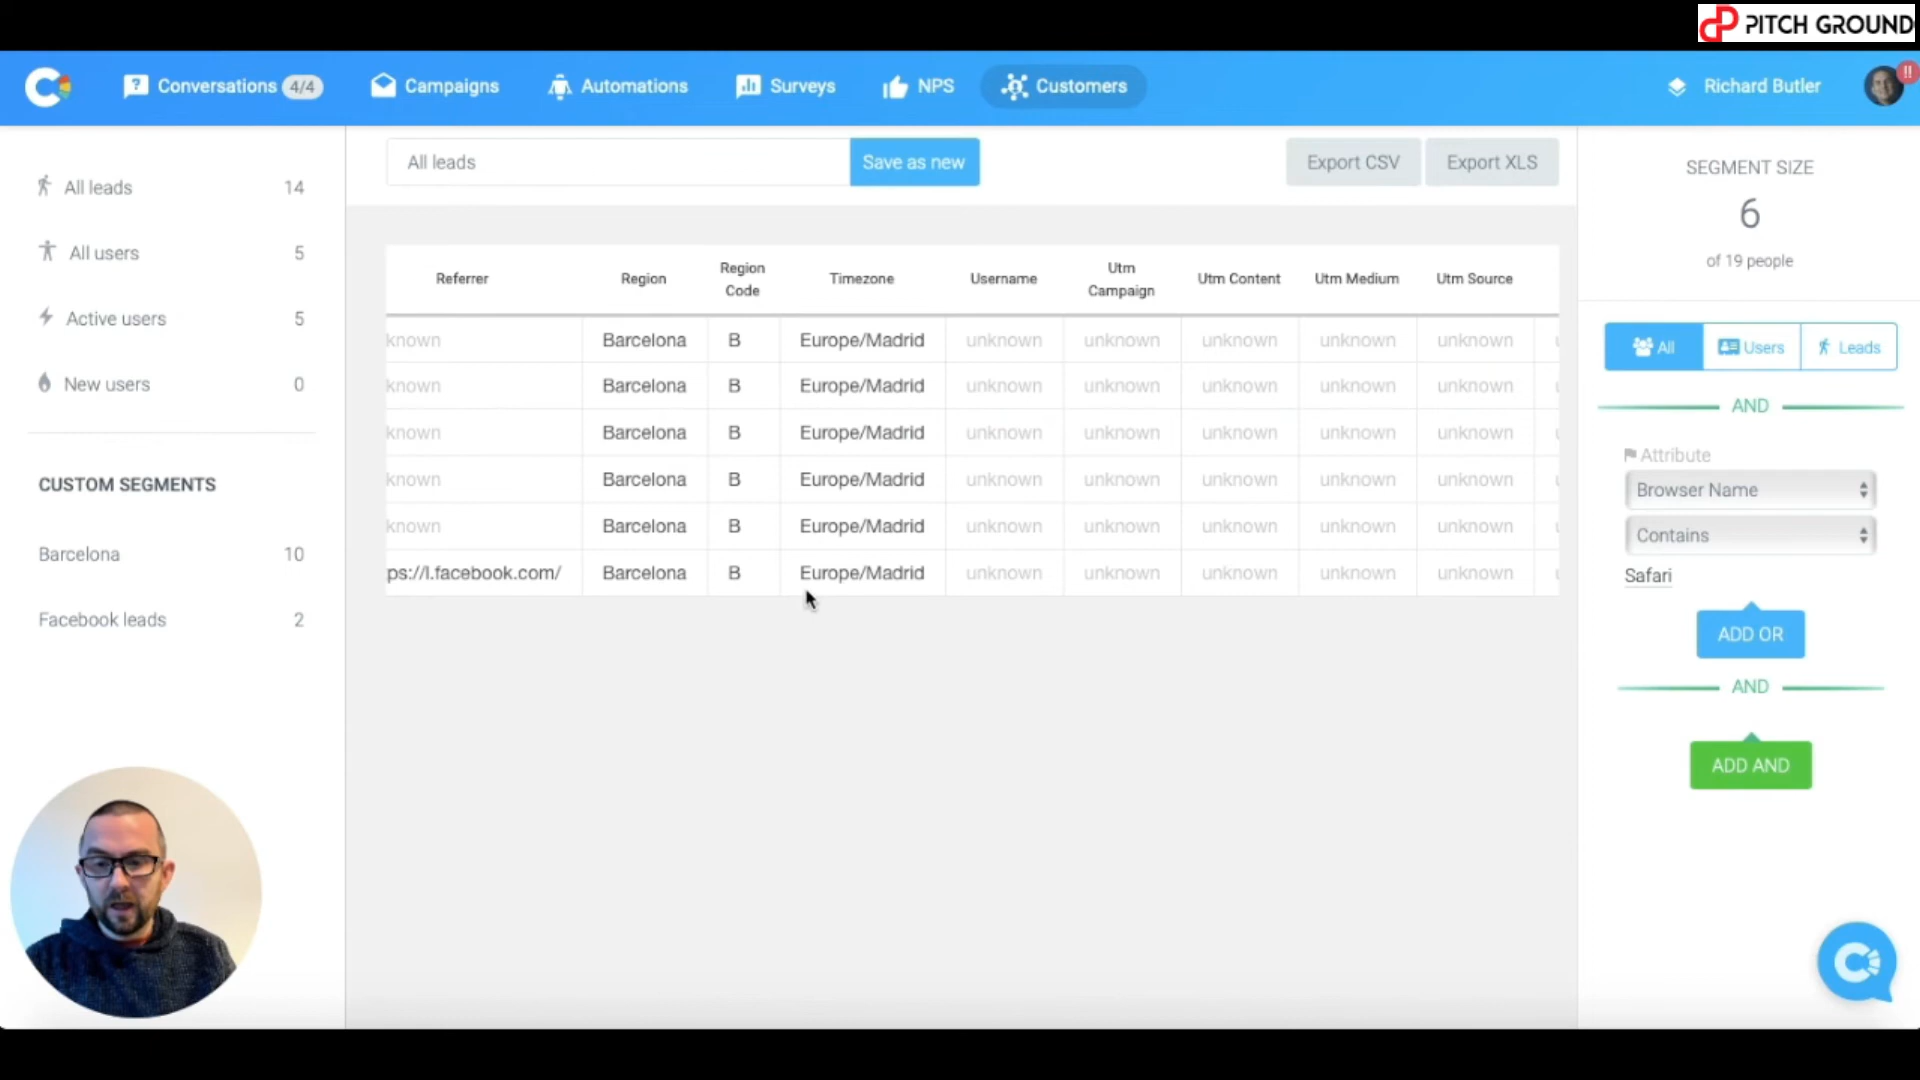 PITCH GROUND
Conversations 4/4 Campaigns Automations Surveys NPS Customers Richard Butler !!
All leads 14
All users 5
Active users 5
New users 0
CUSTOM SEGMENTS
Barcelona 10
Facebook leads 2
All leads Save as new Export CSV Export XLS
Referrer Region Region Code Timezone Username Utm Campaign Utm Content Utm Medium Utm Source
known Barcelona B Europe/Madrid unknown unknown unknown unknown unknown
known Barcelona B Europe/Madrid unknown unknown unknown unknown unknown
known Barcelona B Europe/Madrid unknown unknown unknown unknown unknown
known Barcelona B Europe/Madrid unknown unknown unknown unknown unknown
known Barcelona B Europe/Madrid unknown unknown unknown unknown unknown
ps://l.facebook.com/ Barcelona B Europe/Madrid unknown unknown unknown unknown unknown
SEGMENT SIZE
6
of 19 people
All Users Leads
AND
Attribute
Browser Name
Contains
Safari
ADD OR
AND
ADD AND